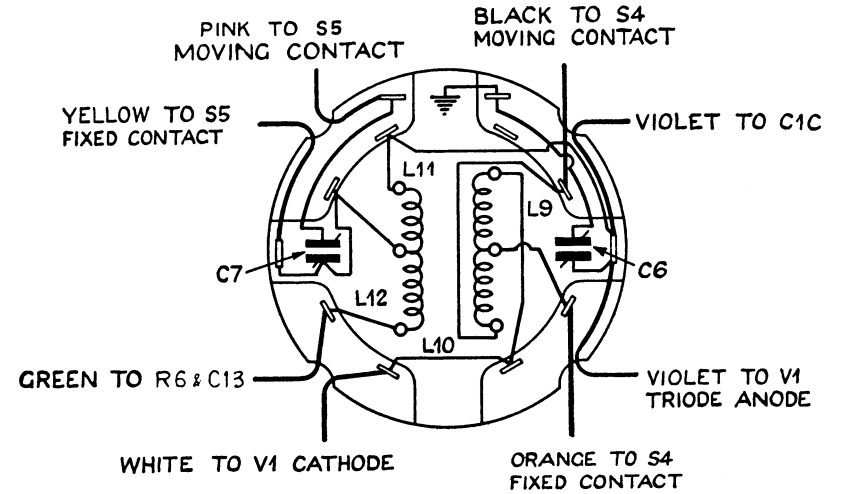 PINK TO S5
MOVING CONTACT
BLACK TO S4
MOVING CONTACT
YELLOW TO S5
FIXED CONTACT
VIOLET TO C1C
L11
L9
C7
C6
L12
L10
GREEN TO R6 & C13
VIOLET TO V1
TRIODE ANODE
WHITE TO V1 CATHODE
ORANGE TO S4
FIXED CONTACT